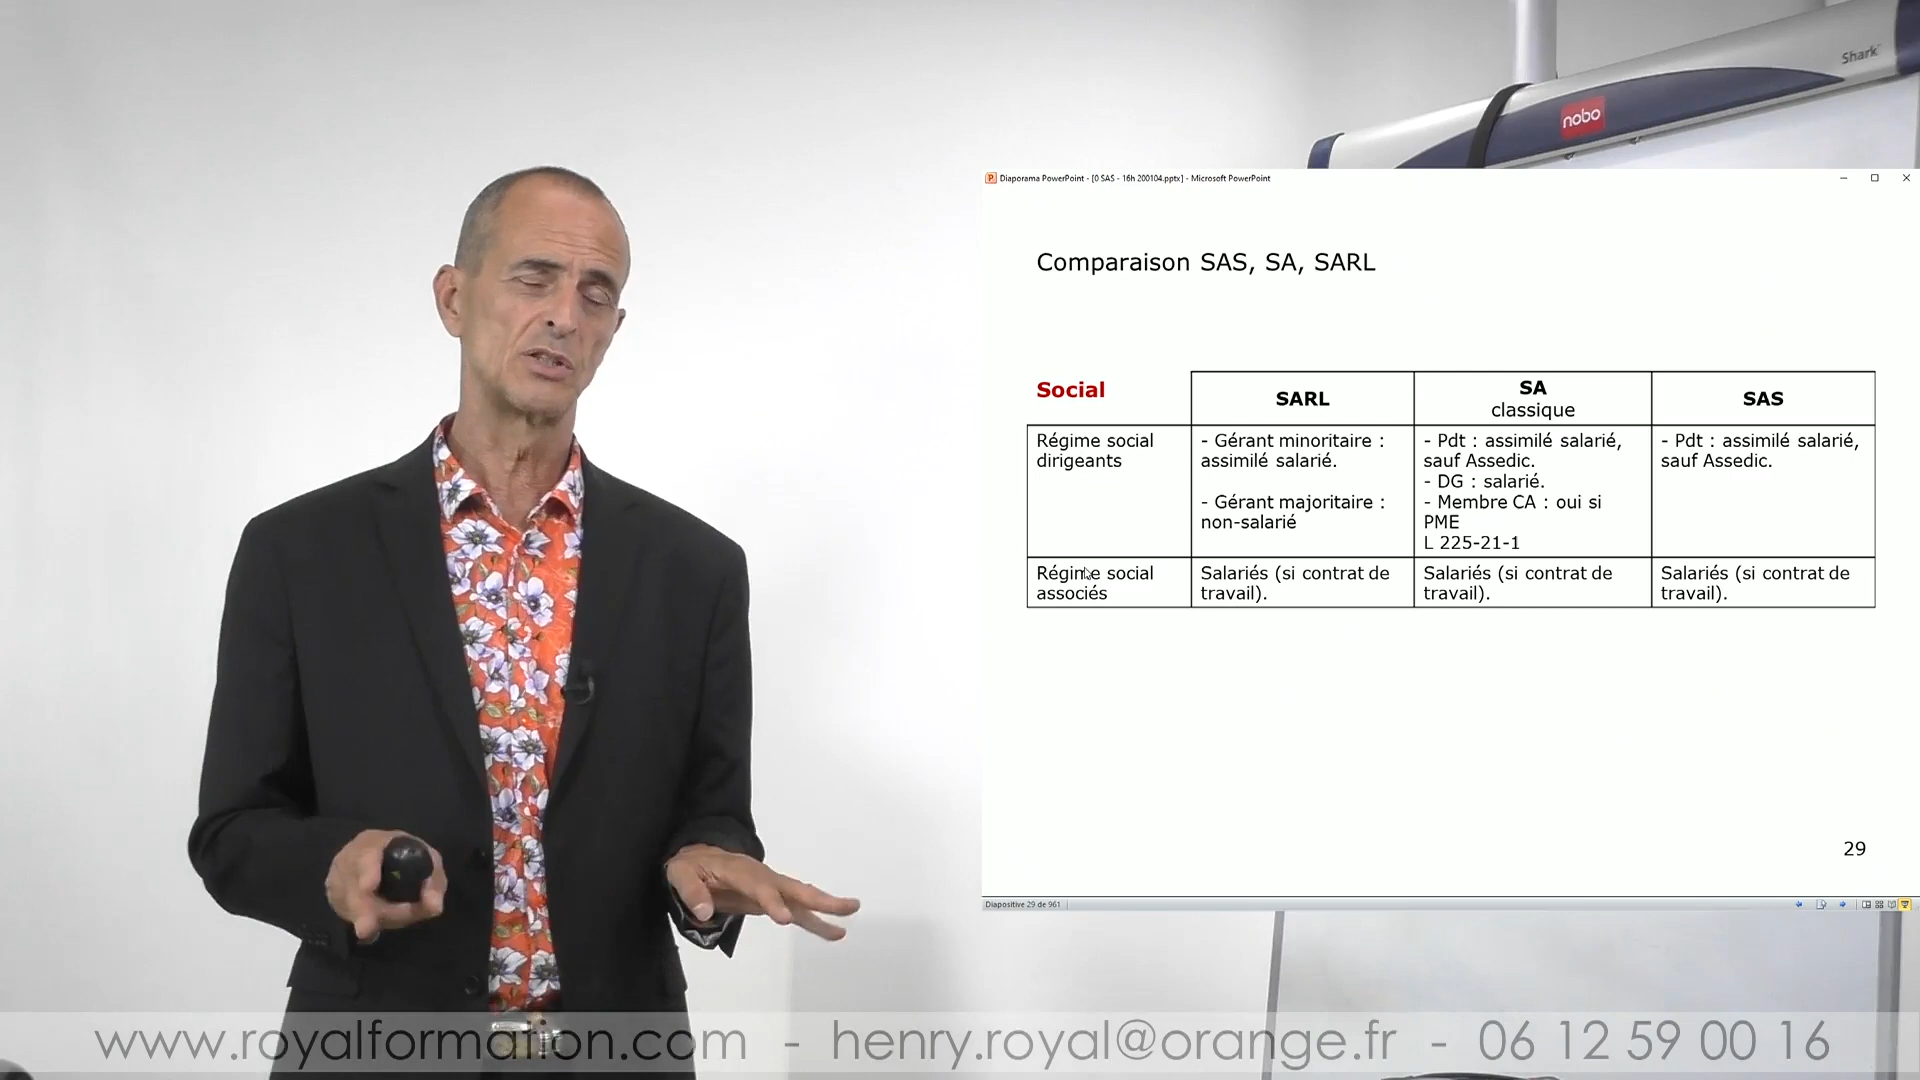 Shark
nobo
Diaporama PowerPoint - [0 SAS - 16h 200104.pptx] - Microsoft PowerPoint
Comparaison SAS, SA, SARL
Social
SARL
SA
classique
SAS
Régime social
dirigeants
- Gérant minoritaire :
assimilé salarié.
- Gérant majoritaire :
non-salarié
- Pdt : assimilé salarié,
sauf Assedic.
- DG : salarié.
- Membre CA : oui si
PME
L 225-21-1
- Pdt : assimilé salarié,
sauf Assedic.
Régime social
associés
Salariés (si contrat de
travail).
Salariés (si contrat de
travail).
Salariés (si contrat de
travail).
29
Diapositive 29 de 961
www.royalformation.com - henry.royal@orange.fr - 06 12 59 00 16